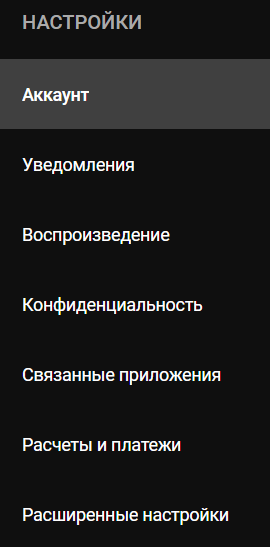 НАСТРОЙКИ
Аккаунт
Уведомления
Воспроизведение
Конфиденциальность
Связанные приложения
Расчеты и платежи
Расширенные настройки